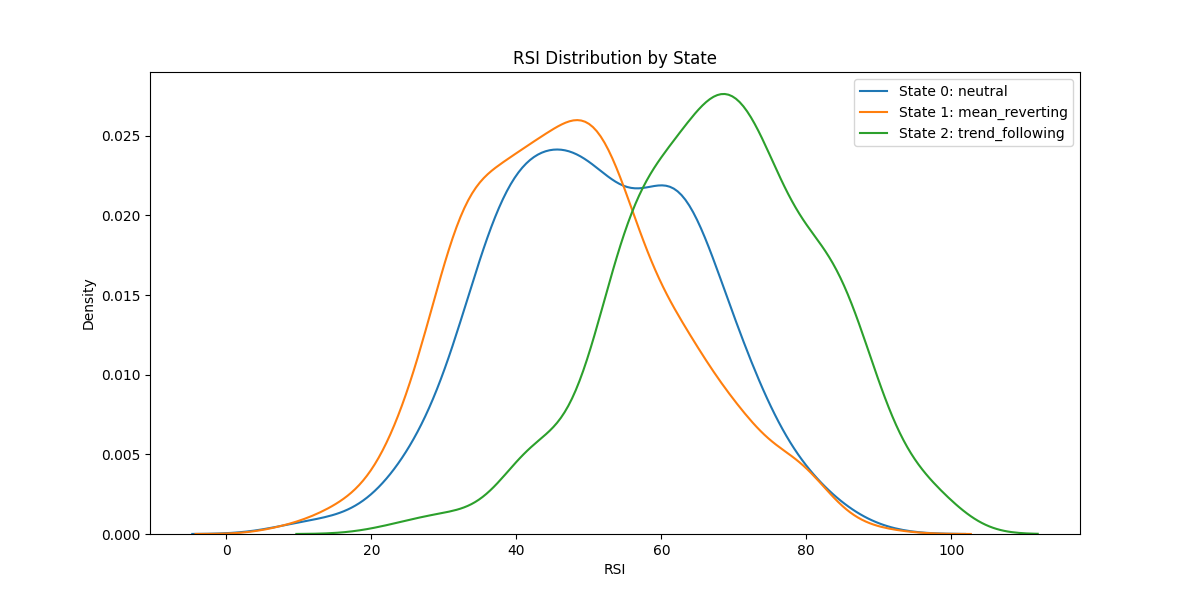 RSI Distribution by State
State 0: neutral
State 1: mean_reverting
State 2: trend_following
Density
0.025
0.020
0.015
0.010
0.005
0.000
0 20 40 60 80 100
RSI